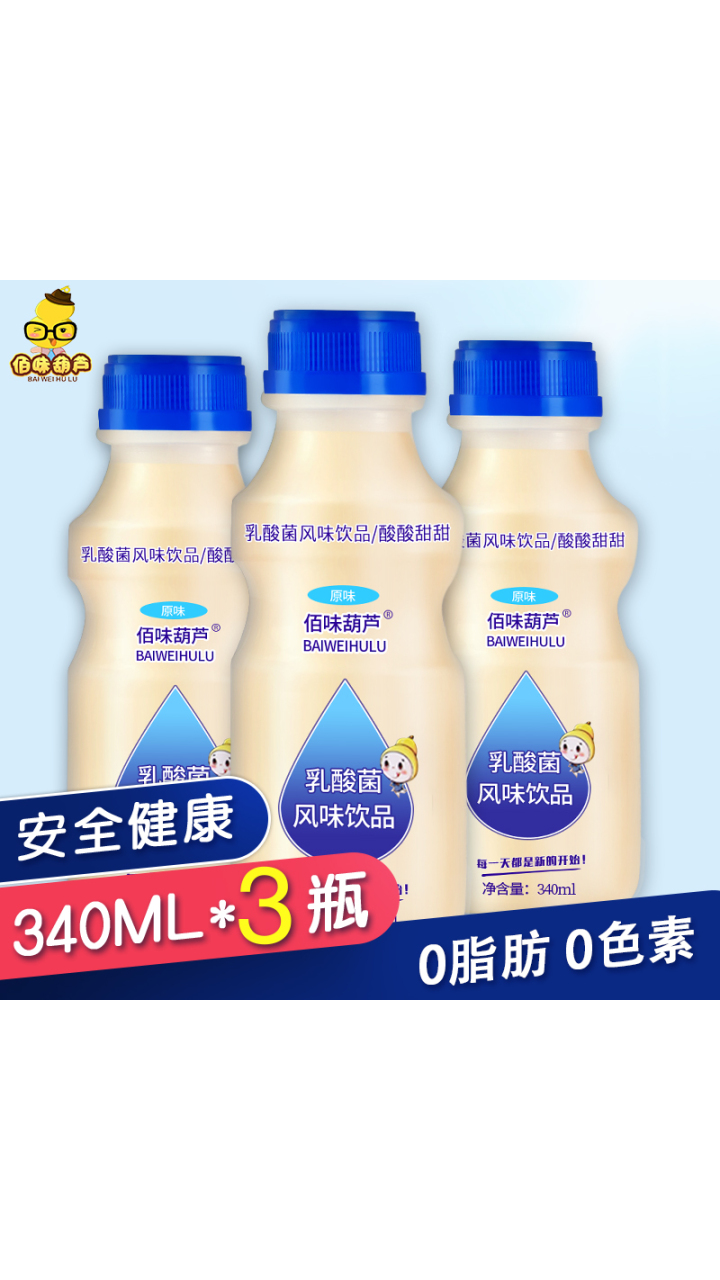 佰味葫芦
BAIWEIHULU
乳酸菌风味饮品/酸
原味
佰味葫芦®
BAIWEIHULU
乳酸菌
乳酸菌风味饮品/酸酸甜甜
原味
佰味葫芦®
BAIWEIHULU
乳酸菌
风味饮品
!
菌风味饮品/酸酸甜甜
原味
佰味葫芦®
BAIWEIHULU
乳酸菌
风味饮品
每一天都是新的开始!
净含量: 340ml
安全健康
340ML*3瓶
0脂肪 0色素